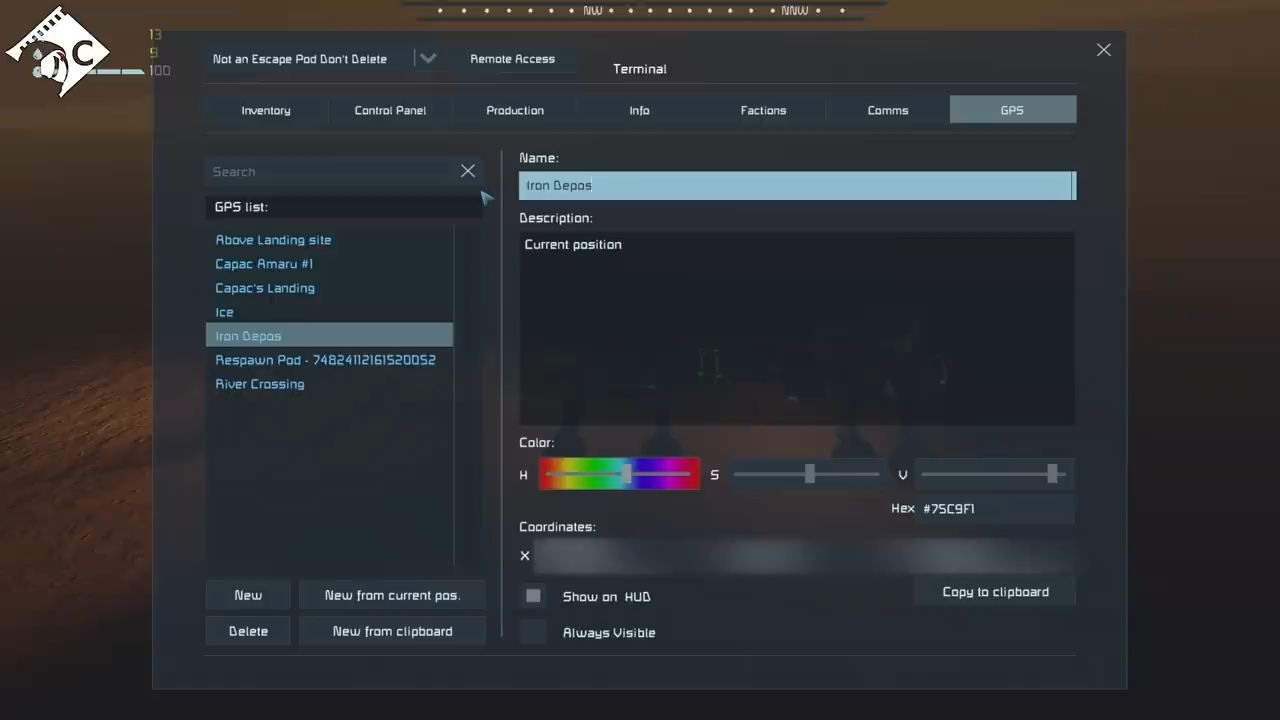 NW NNW
C
13
9
100
Not an Escape Pod Don't Delete
Remote Access
Terminal
Inventory
Control Panel
Production
Info
Factions
Comms
GPS
Search
GPS list:
Above Landing site
Capac Amaru #1
Capac's Landing
Ice
Iron Depos
Respawn Pod - 74824112161520052
River Crossing
New
New from current pos.
Delete
New from clipboard
Name:
Iron Depos
Description:
Current position
Color:
H
S
V
Hex #75C9F1
Coordinates:
X
Show on HUD
Copy to clipboard
Always Visible